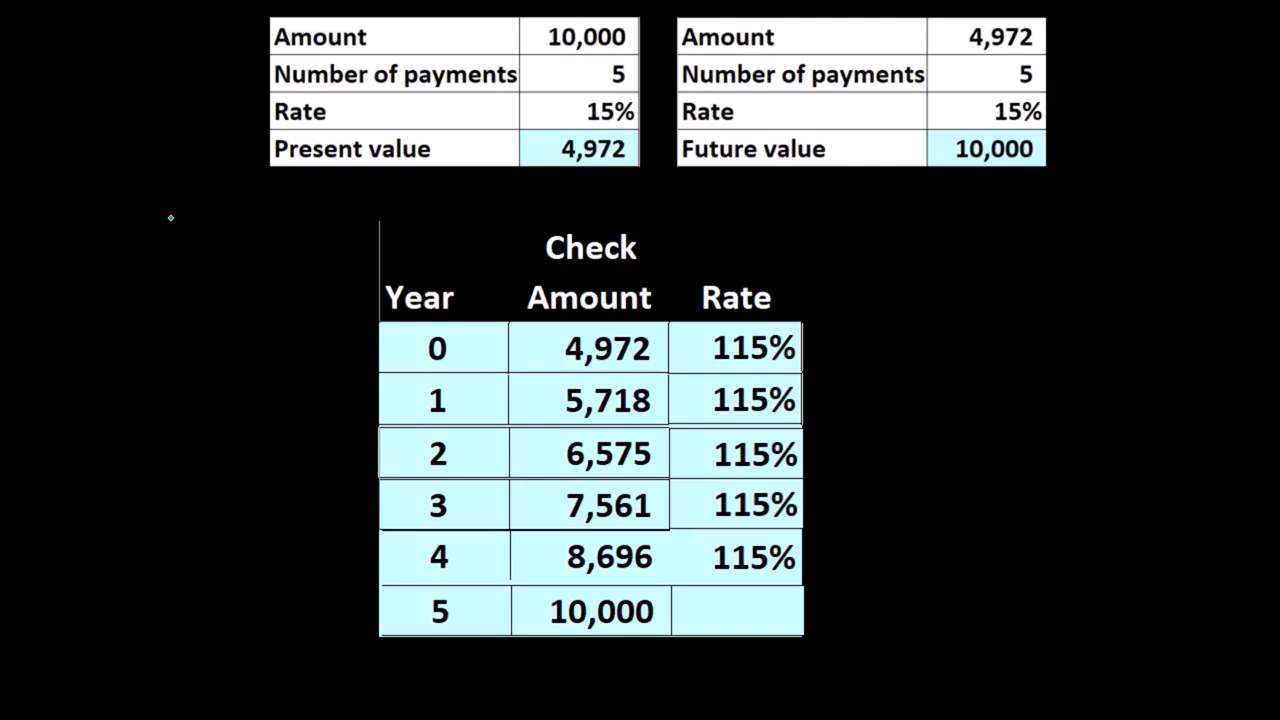 Amount 10,000
Number of payments 5
Rate 15%
Present value 4,972
Amount 4,972
Number of payments 5
Rate 15%
Future value 10,000
Check
Year Amount Rate
0 4,972 115%
1 5,718 115%
2 6,575 115%
3 7,561 115%
4 8,696 115%
5 10,000